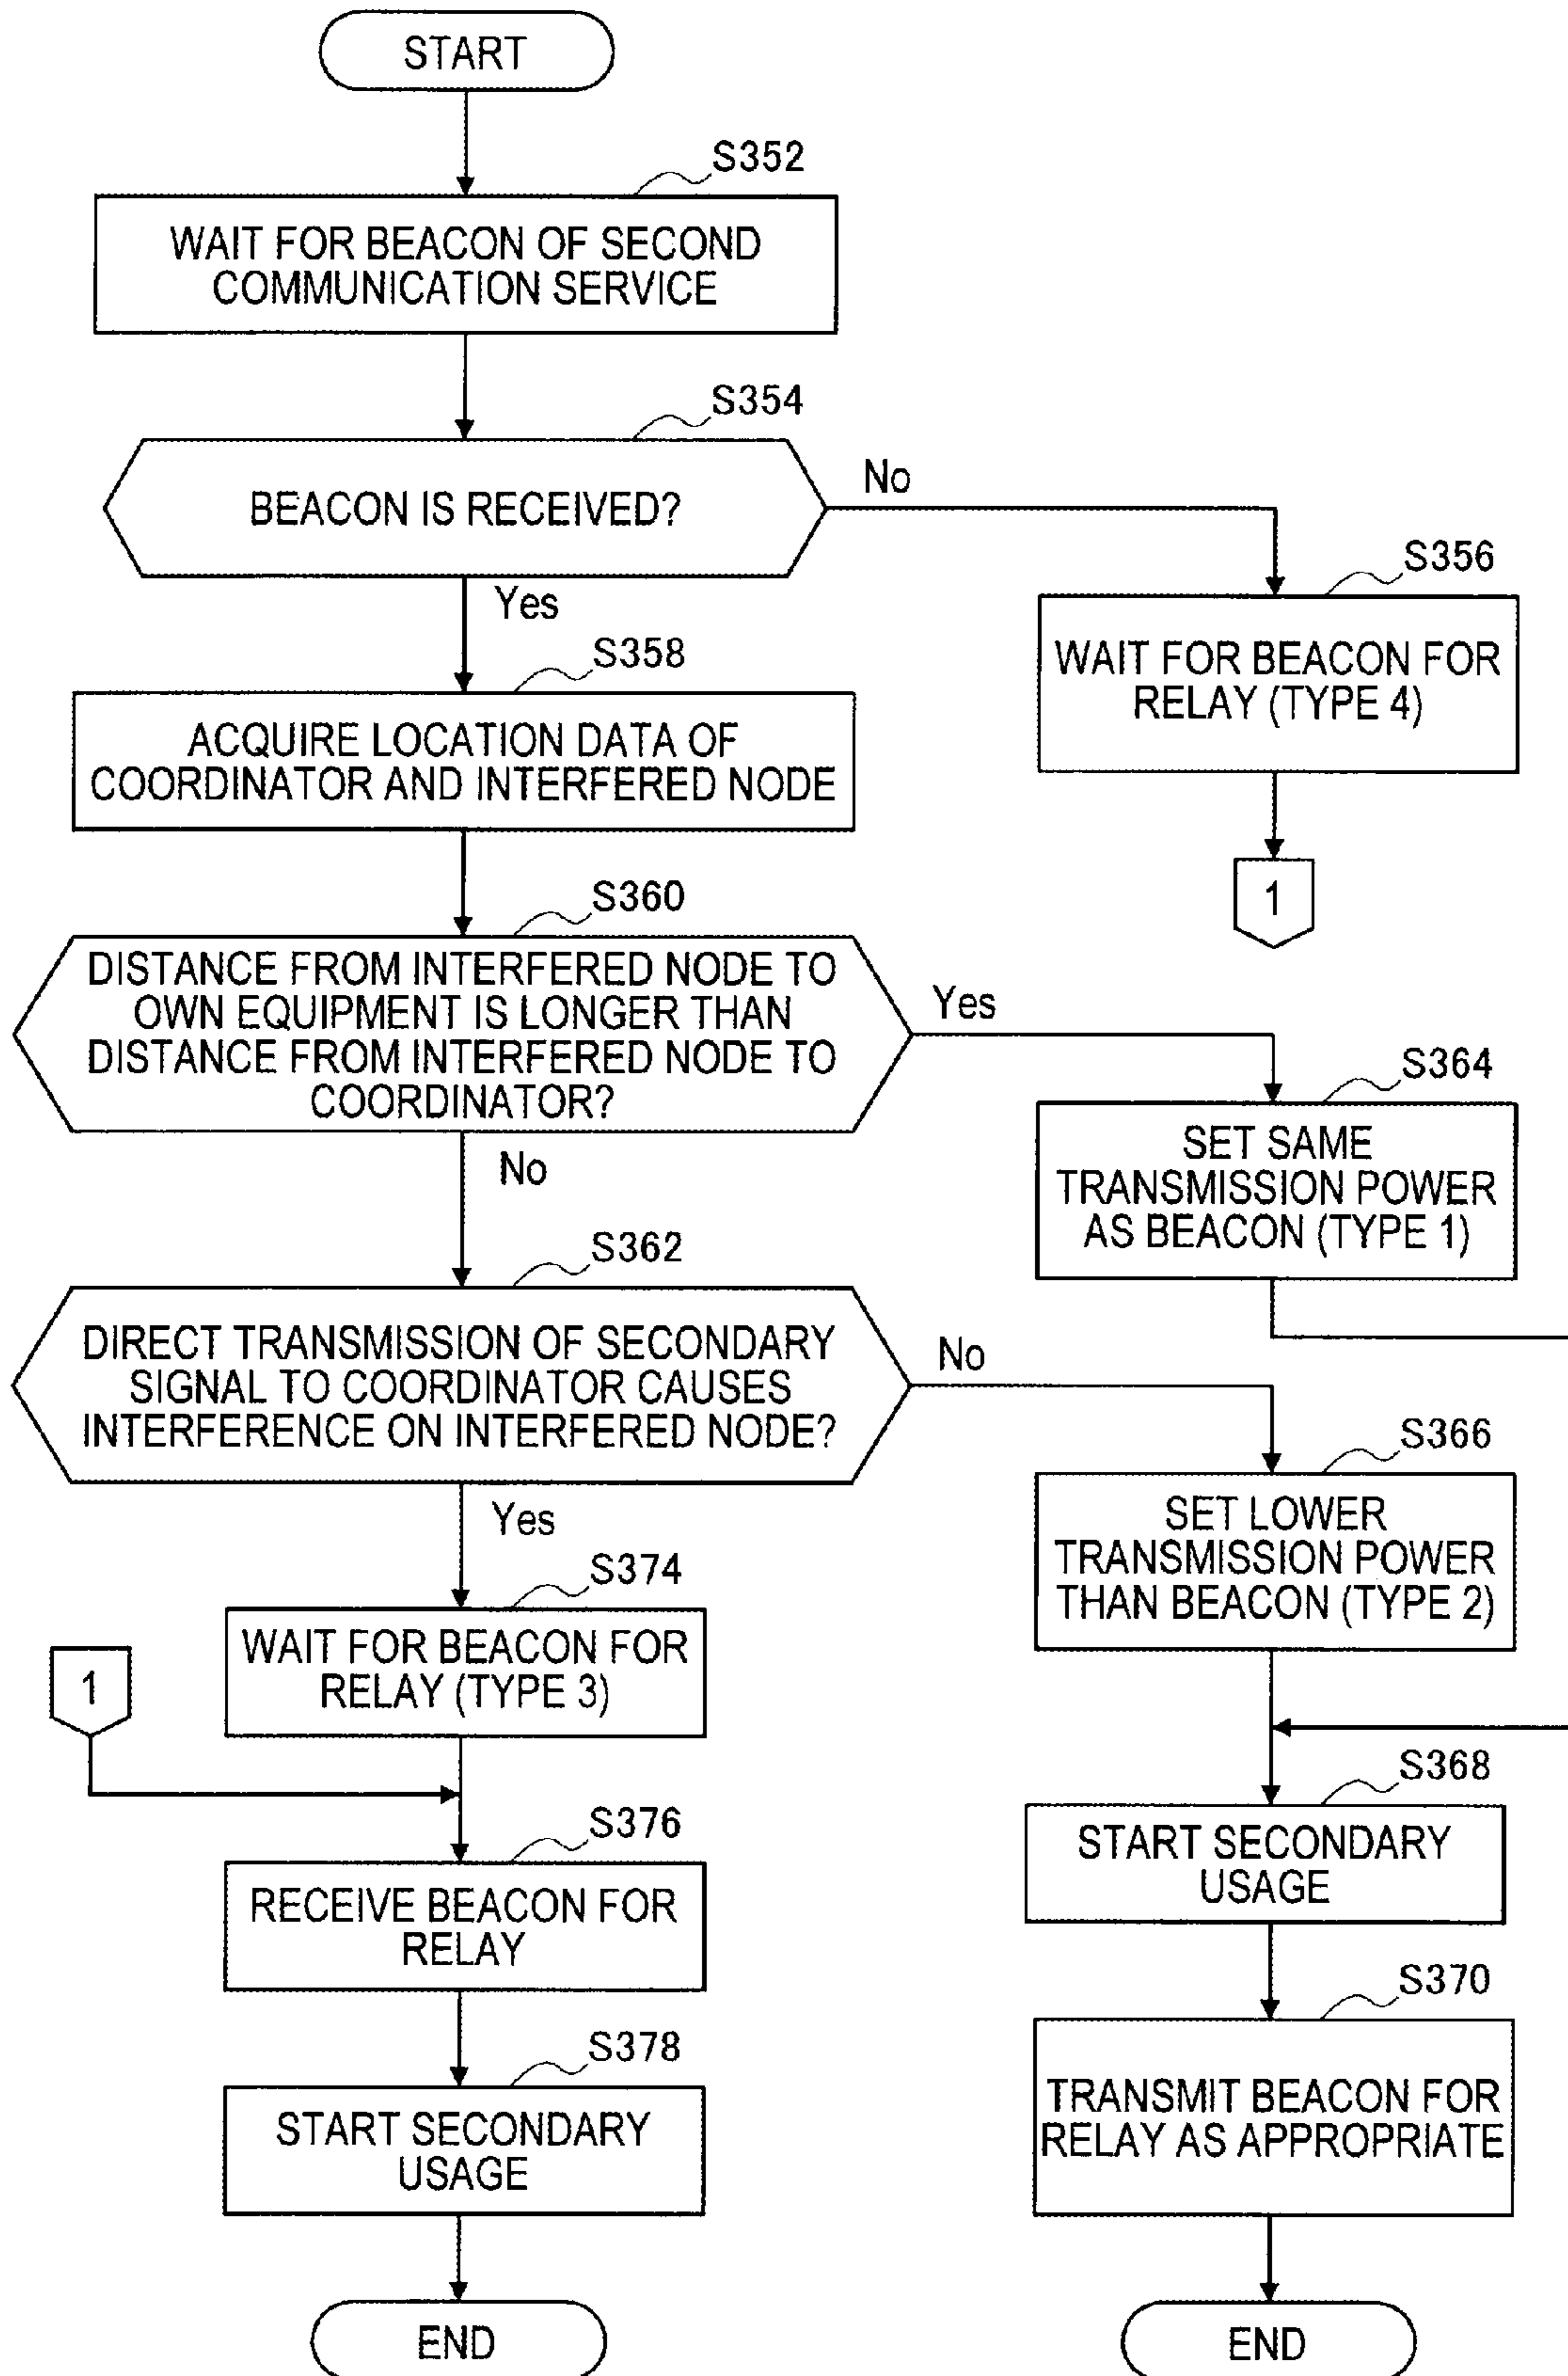 START
S352
WAIT FOR BEACON OF SECOND
COMMUNICATION SERVICE
S354
BEACON IS RECEIVED?
No
Yes
S356
WAIT FOR BEACON FOR
RELAY (TYPE 4)
1
S358
ACQUIRE LOCATION DATA OF
COORDINATOR AND INTERFERED NODE
S360
DISTANCE FROM INTERFERED NODE TO
OWN EQUIPMENT IS LONGER THAN
DISTANCE FROM INTERFERED NODE TO
COORDINATOR?
Yes
No
S364
SET SAME
TRANSMISSION POWER
AS BEACON (TYPE 1)
S362
DIRECT TRANSMISSION OF SECONDARY
SIGNAL TO COORDINATOR CAUSES
INTERFERENCE ON INTERFERED NODE?
No
Yes
S366
SET LOWER
TRANSMISSION POWER
THAN BEACON (TYPE 2)
S374
WAIT FOR BEACON FOR
RELAY (TYPE 3)
1
S376
RECEIVE BEACON FOR
RELAY
S378
START SECONDARY
USAGE
END
S368
START SECONDARY
USAGE
S370
TRANSMIT BEACON FOR
RELAY AS APPROPRIATE
END